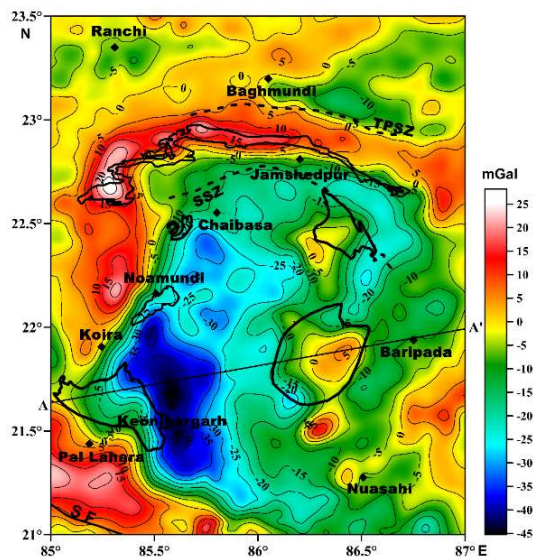 23.5°
N
Ranchi
Baghmundi
23°
TPSZ
mGal
Jamshedpur
SSZ
22.5°
Chaibasa
Noamundi
22°
Koira
A'
Baripada
A
Keonjhargarh
21.5°
Pal Lahara
Nuasahi
S F
21°
85° 85.5° 86° 86.5° 87° E
25
20
15
10
5
0
-5
-10
-15
-20
-25
-30
-35
-40
-45